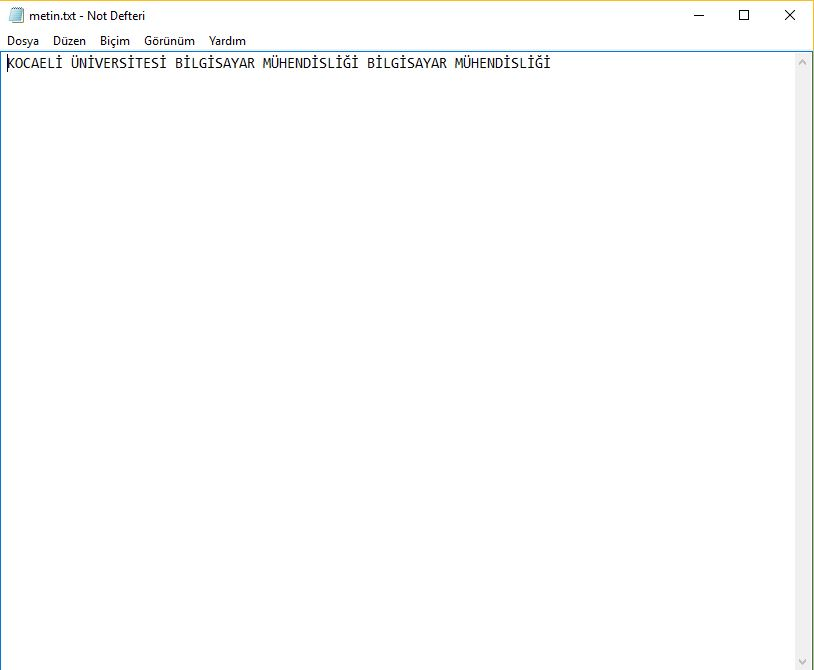 metin.txt - Not Defteri
Dosya Düzen Biçim Görünüm Yardım
KOCAELİ ÜNİVERSİTESİ BİLGİSAYAR MÜHENDİSLİĞİ BİLGİSAYAR MÜHENDİSLİĞİ